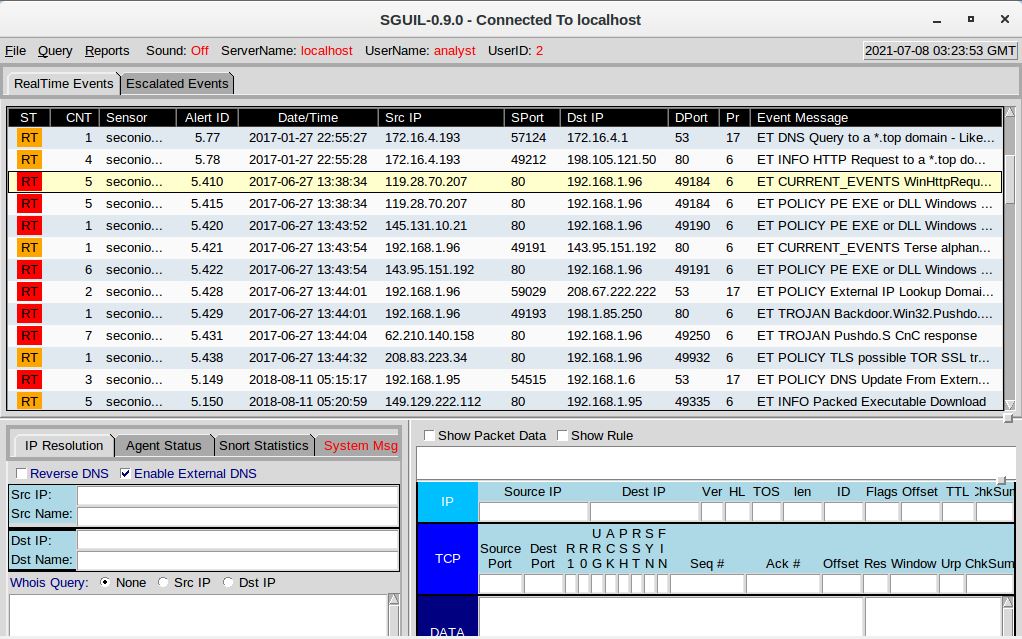 SGUIL-0.9.0 - Connected To localhost
File Query Reports Sound: Off ServerName: localhost UserName: analyst UserID: 2 2021-07-08 03:23:53 GMT
RealTime Events Escalated Events
ST CNT Sensor Alert ID Date/Time Src IP SPort Dst IP DPort Pr Event Message
RT 1 seconio... 5.77 2017-01-27 22:55:27 172.16.4.193 57124 172.16.4.1 53 17 ET DNS Query to a *.top domain - Like...
RT 4 seconio... 5.78 2017-01-27 22:55:28 172.16.4.193 49212 198.105.121.50 80 6 ET INFO HTTP Request to a *.top do...
RT 5 seconio... 5.410 2017-06-27 13:38:34 119.28.70.207 80 192.168.1.96 49184 6 ET CURRENT_EVENTS WinHttpRequ...
RT 5 seconio... 5.415 2017-06-27 13:38:34 119.28.70.207 80 192.168.1.96 49184 6 ET POLICY PE EXE or DLL Windows ...
RT 1 seconio... 5.420 2017-06-27 13:43:52 145.131.10.21 80 192.168.1.96 49190 6 ET POLICY PE EXE or DLL Windows ...
RT 1 seconio... 5.421 2017-06-27 13:43:54 192.168.1.96 49191 143.95.151.192 80 6 ET CURRENT_EVENTS Terse alphan...
RT 6 seconio... 5.422 2017-06-27 13:43:54 143.95.151.192 80 192.168.1.96 49191 6 ET POLICY PE EXE or DLL Windows ...
RT 2 seconio... 5.428 2017-06-27 13:44:01 192.168.1.96 59029 208.67.222.222 53 17 ET POLICY External IP Lookup Domai...
RT 1 seconio... 5.429 2017-06-27 13:44:01 192.168.1.96 49193 198.1.85.250 80 6 ET TROJAN Backdoor.Win32.Pushdo....
RT 7 seconio... 5.431 2017-06-27 13:44:04 62.210.140.158 80 192.168.1.96 49250 6 ET TROJAN Pushdo.S CnC response
RT 1 seconio... 5.438 2017-06-27 13:44:32 208.83.223.34 80 192.168.1.96 49932 6 ET POLICY TLS possible TOR SSL tr...
RT 3 seconio... 5.149 2018-08-11 05:15:17 192.168.1.95 54515 192.168.1.6 53 17 ET POLICY DNS Update From Extern...
RT 5 seconio... 5.150 2018-08-11 05:20:59 149.129.222.112 80 192.168.1.95 49335 6 ET INFO Packed Executable Download
IP Resolution Agent Status Snort Statistics System Msg
Reverse DNS Enable External DNS
Src IP:
Src Name:
Dst IP:
Dst Name:
Whois Query: None Src IP Dst IP
Show Packet Data Show Rule
IP Source IP Dest IP Ver HL TOS len ID Flags Offset TTL ChkSum
U A P R S F
Source Dest R R R C S S Y I
TCP Port Port 1 0 G K H T N N Seq # Ack # Offset Res Window Urp ChkSum
DATA